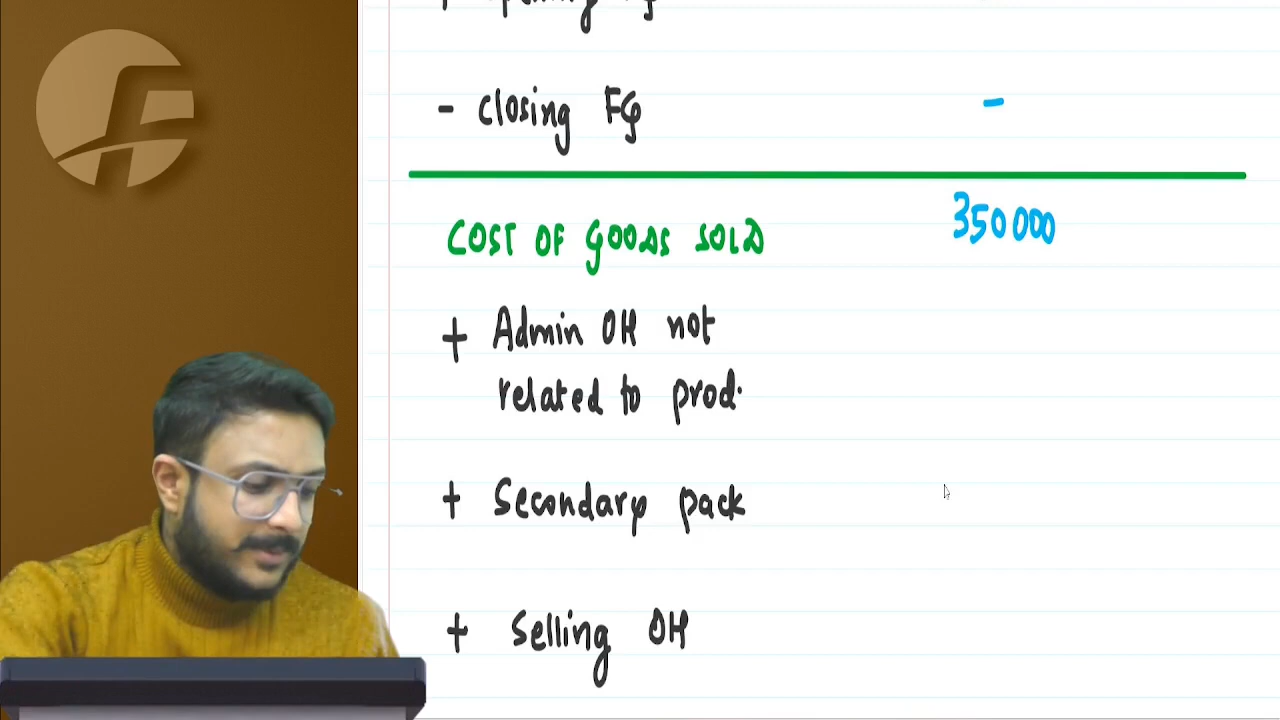 - Closing FG -
COST OF GOODS SOLD 350000
+ Admin OH not
related to prod.
+ Secondary pack
+ Selling OH